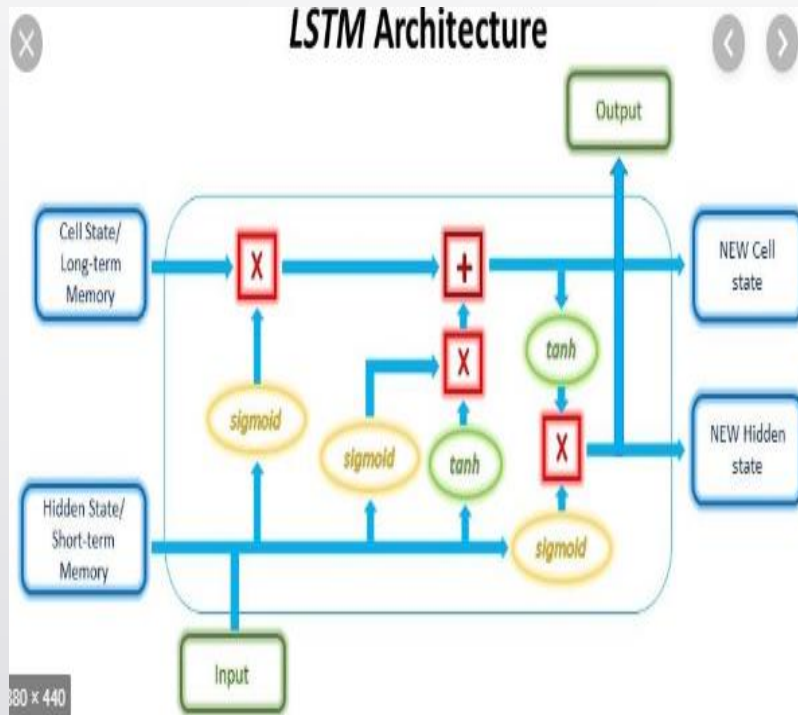 LSTM Architecture
Output
Cell State/
Long-term
Memory
X
+
NEW Cell
state
tanh
X
sigmoid
sigmoid
tanh
X
NEW Hidden
state
Hidden State/
Short-term
Memory
sigmoid
Input
80 × 440